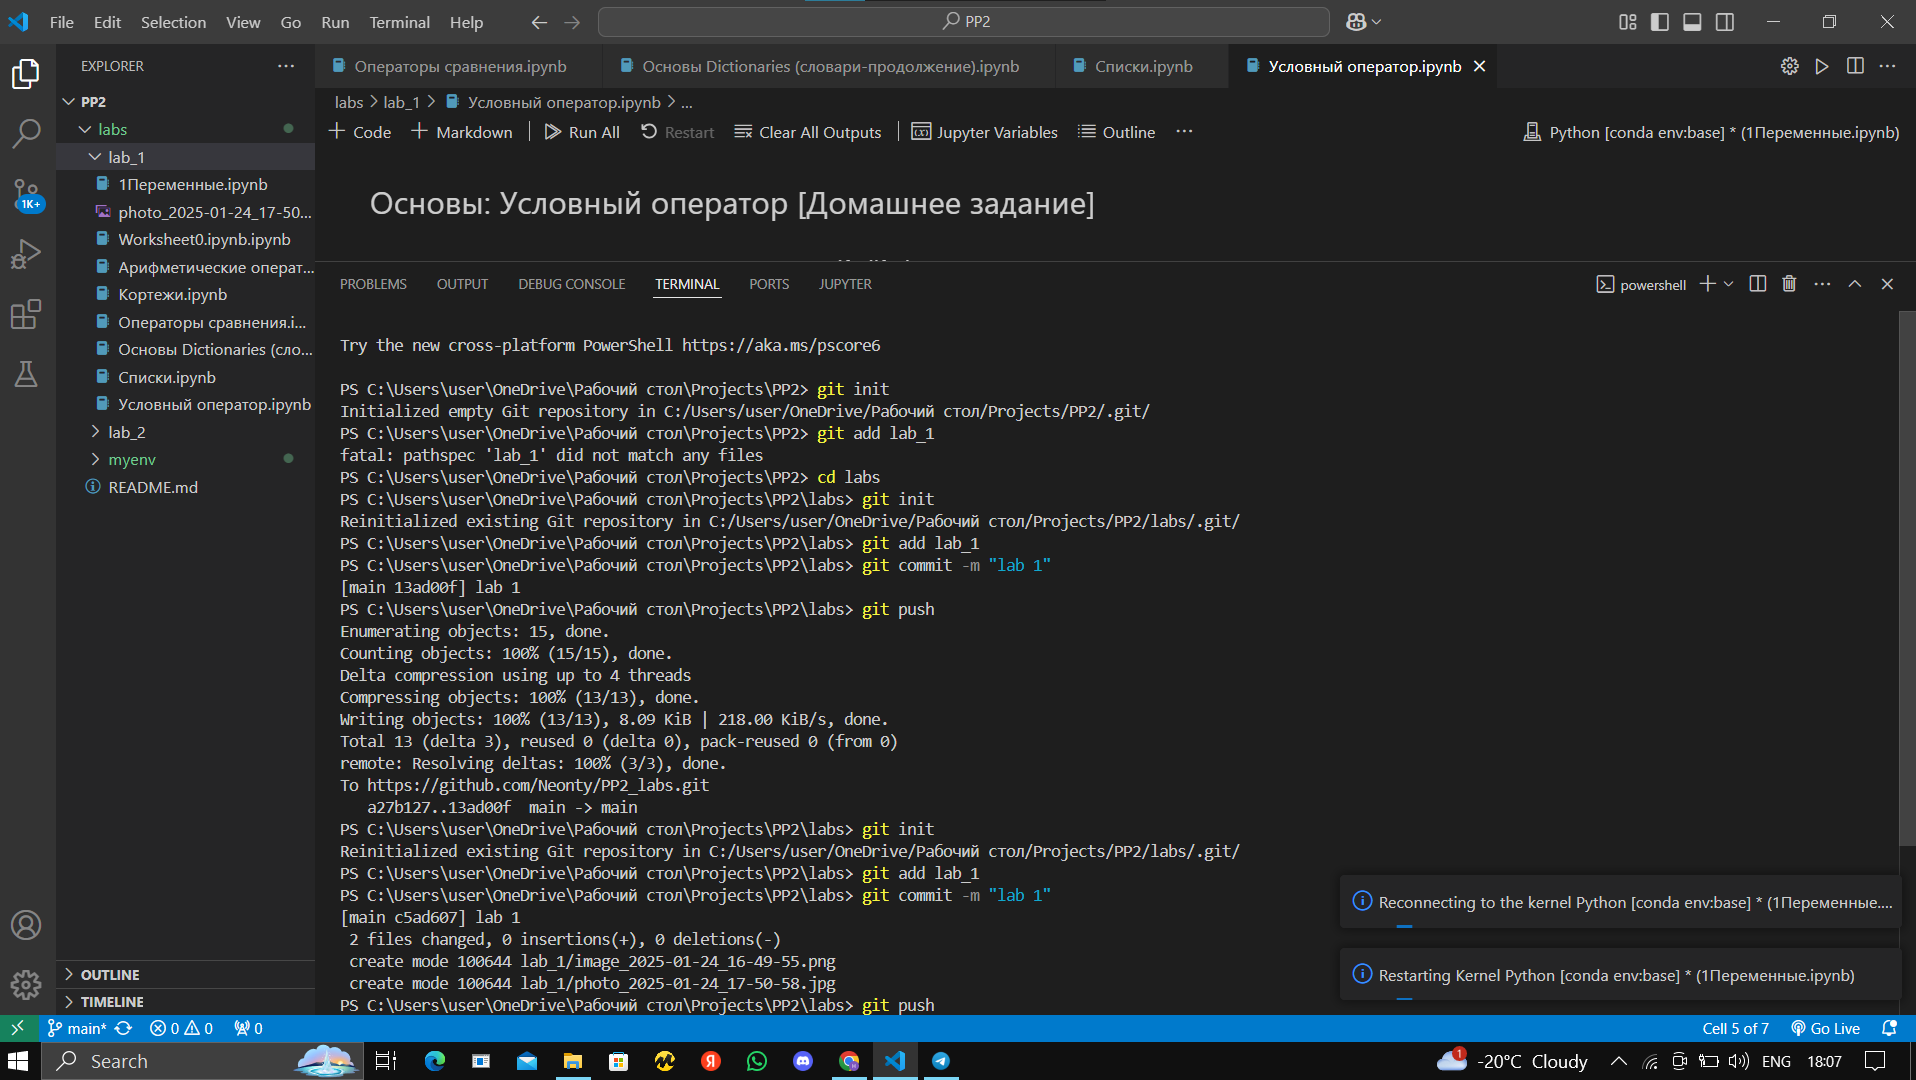 File Edit Selection View Go Run Terminal Help
PP2
EXPLORER
Операторы сравнения.ipynb
Основы Dictionaries (словари-продолжение).ipynb
Списки.ipynb
Условный оператор.ipynb
PP2
labs
lab_1
1Переменные.ipynb
photo_2025-01-24_17-50...
Worksheet0.ipynb.ipynb
Арифметические операт...
Кортежи.ipynb
Операторы сравнения.i...
Основы Dictionaries (сло...
Списки.ipynb
Условный оператор.ipynb
lab_2
myenv
README.md
1K+
OUTLINE
TIMELINE
labs > lab_1 > Условный оператор.ipynb > ...
+ Code + Markdown Run All Restart Clear All Outputs Jupyter Variables Outline ...
Python [conda env:base] * (1Переменные.ipynb)
Основы: Условный оператор [Домашнее задание]
PROBLEMS OUTPUT DEBUG CONSOLE TERMINAL PORTS JUPYTER
powershell
Try the new cross-platform PowerShell https://aka.ms/pscore6
PS C:\Users\user\OneDrive\Рабочий стол\Projects\PP2> git init
Initialized empty Git repository in C:/Users/user/OneDrive/Рабочий стол/Projects/PP2/.git/
PS C:\Users\user\OneDrive\Рабочий стол\Projects\PP2> git add lab_1
fatal: pathspec 'lab_1' did not match any files
PS C:\Users\user\OneDrive\Рабочий стол\Projects\PP2> cd labs
PS C:\Users\user\OneDrive\Рабочий стол\Projects\PP2\labs> git init
Reinitialized existing Git repository in C:/Users/user/OneDrive/Рабочий стол/Projects/PP2/labs/.git/
PS C:\Users\user\OneDrive\Рабочий стол\Projects\PP2\labs> git add lab_1
PS C:\Users\user\OneDrive\Рабочий стол\Projects\PP2\labs> git commit -m "lab 1"
[main 13ad00f] lab 1
PS C:\Users\user\OneDrive\Рабочий стол\Projects\PP2\labs> git push
Enumerating objects: 15, done.
Counting objects: 100% (15/15), done.
Delta compression using up to 4 threads
Compressing objects: 100% (13/13), done.
Writing objects: 100% (13/13), 8.09 KiB | 218.00 KiB/s, done.
Total 13 (delta 3), reused 0 (delta 0), pack-reused 0 (from 0)
remote: Resolving deltas: 100% (3/3), done.
To https://github.com/Neonty/PP2_labs.git
a27b127..13ad00f  main -> main
PS C:\Users\user\OneDrive\Рабочий стол\Projects\PP2\labs> git init
Reinitialized existing Git repository in C:/Users/user/OneDrive/Рабочий стол/Projects/PP2/labs/.git/
PS C:\Users\user\OneDrive\Рабочий стол\Projects\PP2\labs> git add lab_1
PS C:\Users\user\OneDrive\Рабочий стол\Projects\PP2\labs> git commit -m "lab 1"
[main c5ad607] lab 1
2 files changed, 0 insertions(+), 0 deletions(-)
create mode 100644 lab_1/image_2025-01-24_16-49-55.png
create mode 100644 lab_1/photo_2025-01-24_17-50-58.jpg
PS C:\Users\user\OneDrive\Рабочий стол\Projects\PP2\labs> git push
Reconnecting to the kernel Python [conda env:base] * (1Переменные....
Restarting Kernel Python [conda env:base] * (1Переменные.ipynb)
main* 0 0 0
Cell 5 of 7 Go Live
Search
1 -20°C Cloudy ENG 18:07